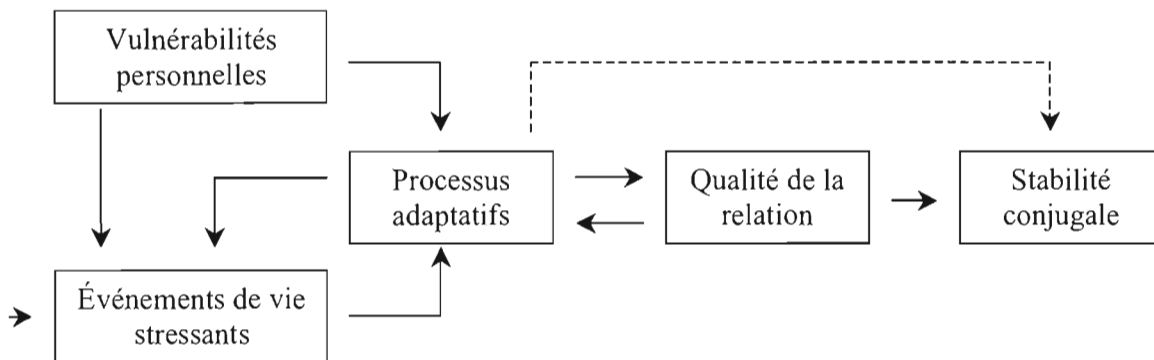 Vulnérabilités
personnelles
Processus
adaptatifs
Qualité de la
relation
Stabilité
conjugale
Événements de vie
stressants